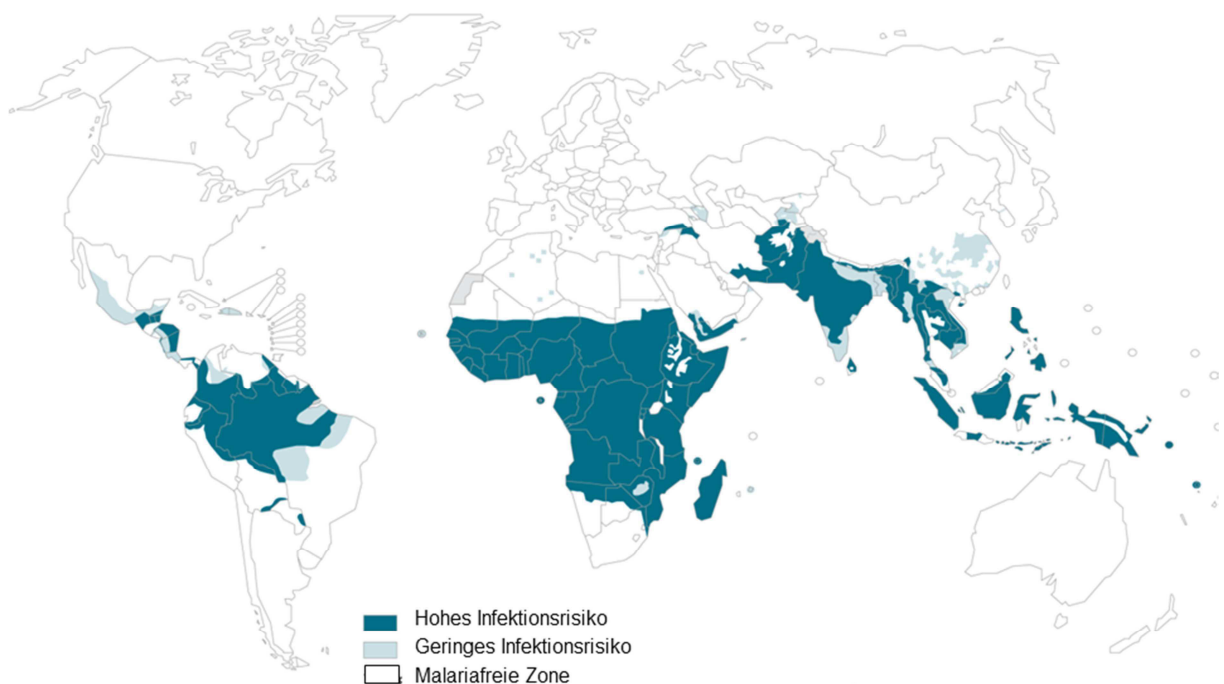 Hohes Infektionsrisiko
Geringes Infektionsrisiko
Malariafreie Zone